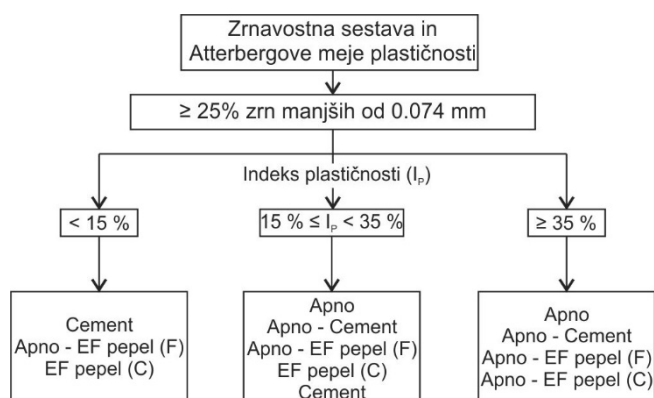 Zrnavostna sestava in
Atterbergove meje plastičnosti
≥ 25% zrn manjših od 0.074 mm
Indeks plastičnosti (Iₚ)
< 15 %
15 % ≤ Iₚ < 35 %
≥ 35 %
Cement
Apno - EF pepel (F)
EF pepel (C)
Apno
Apno - Cement
Apno - EF pepel (F)
EF pepel (C)
Cement
Apno
Apno - Cement
Apno - EF pepel (F)
Apno - EF pepel (C)